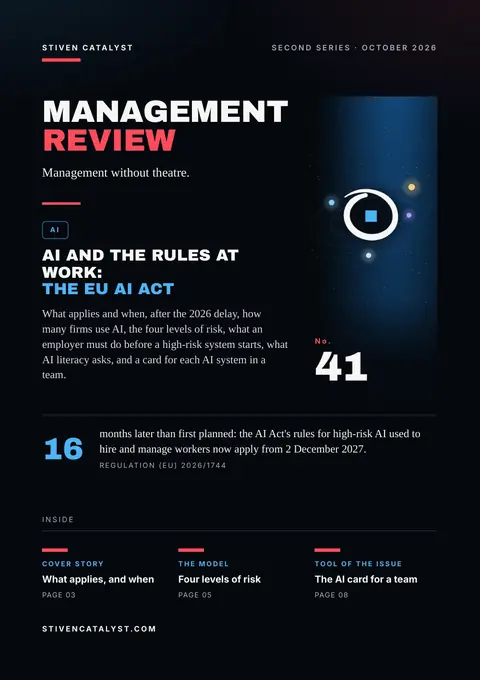 STIVEN CATALYST
SECOND SERIES · OCTOBER 2026
MANAGEMENT
REVIEW
Management without theatre.
AI
AI AND THE RULES AT
WORK:
THE EU AI ACT
What applies and when, after the 2026 delay, how
many firms use AI, the four levels of risk, what an
employer must do before a high-risk system starts, what
AI literacy asks, and a card for each AI system in a
team.
No.
41
16
months later than first planned: the AI Act's rules for high-risk AI used to
hire and manage workers now apply from 2 December 2027.
REGULATION (EU) 2026/1744
INSIDE
COVER STORY
What applies, and when
PAGE 03
THE MODEL
Four levels of risk
PAGE 05
TOOL OF THE ISSUE
The AI card for a team
PAGE 08
STIVENCATALYST.COM